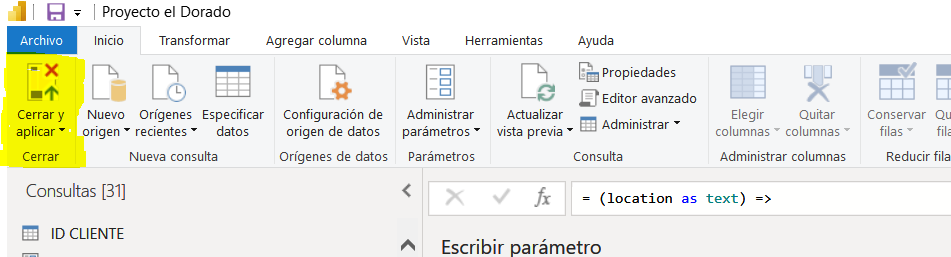 Proyecto el Dorado
Archivo Inicio Transformar Agregar columna Vista Herramientas Ayuda
Cerrar y aplicar
Nuevo origen
Orígenes recientes
Especificar datos
Configuración de origen de datos
Administrar parámetros
Actualizar vista previa
Propiedades
Editor avanzado
Administrar
Elegir columnas
Quitar columnas
Conservar filas
Qu
fila
Cerrar
Nueva consulta
Orígenes de datos
Parámetros
Consulta
Administrar columnas
Reducir fila
Consultas [31]
fx
= (location as text) =>
ID CLIENTE
Escribir parámetro